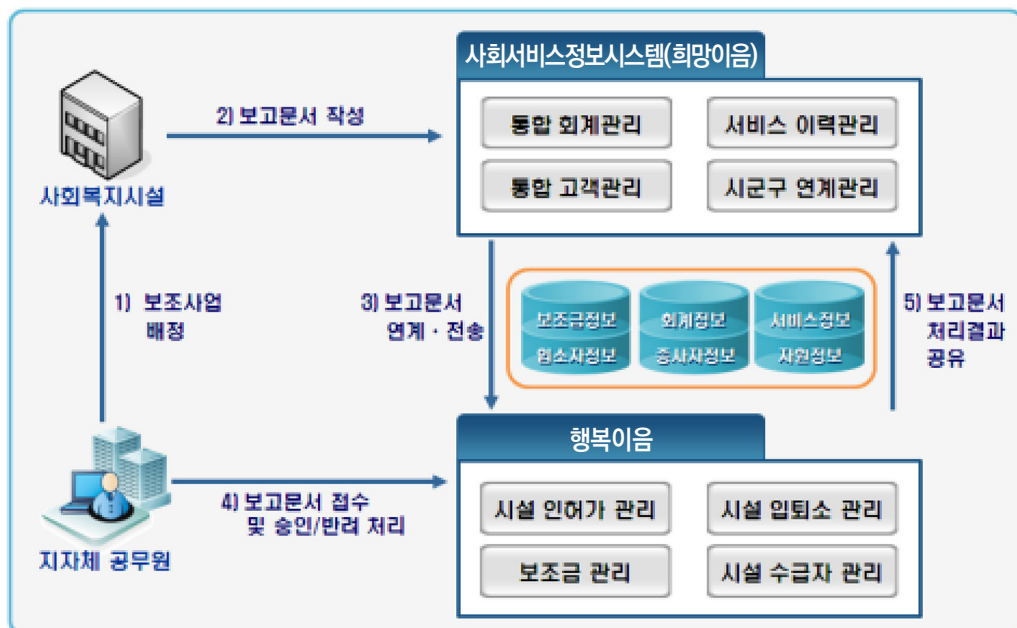 사회서비스정보시스템(희망이음)
통합 회계관리
서비스 이력관리
통합 고객관리
시군구 연계관리
2) 보고문서 작성
사회복지시설
1) 보조사업
배정
3) 보고문서
연계 · 전송
보조금정보
회계정보
서비스정보
입소자정보
종사자정보
자원정보
5) 보고문서
처리결과
공유
지자체 공무원
4) 보고문서 접수
및 승인/반려 처리
행복이음
시설 인허가 관리
시설 입퇴소 관리
보조금 관리
시설 수급자 관리